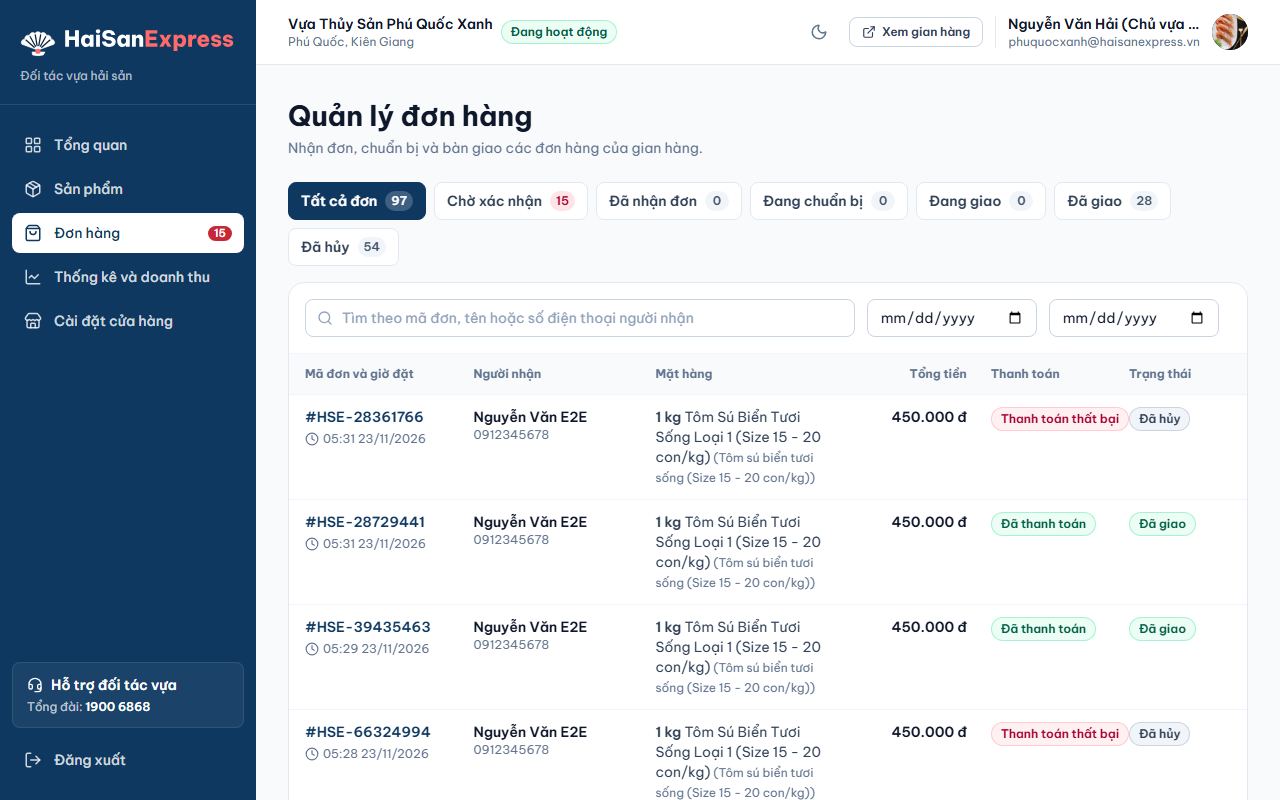 HaiSanExpress
Đối tác vựa hải sản
Tổng quan
Sản phẩm
Đơn hàng 15
Thống kê và doanh thu
Cài đặt cửa hàng
Hỗ trợ đối tác vựa
Tổng đài: 1900 6868
Đăng xuất
Vựa Thủy Sản Phú Quốc Xanh
Phú Quốc, Kiên Giang
Đang hoạt động
Xem gian hàng
Nguyễn Văn Hải (Chủ vựa ...
phuquocxanh@haisanexpress.vn
Quản lý đơn hàng
Nhận đơn, chuẩn bị và bàn giao các đơn hàng của gian hàng.
Tất cả đơn 97 Chờ xác nhận 15 Đã nhận đơn 0 Đang chuẩn bị 0 Đang giao 0 Đã giao 28
Đã hủy 54
Tìm theo mã đơn, tên hoặc số điện thoại người nhận mm/dd/yyyy mm/dd/yyyy
Mã đơn và giờ đặt Người nhận Mặt hàng Tổng tiền Thanh toán Trạng thái
#HSE-28361766 Nguyễn Văn E2E 1 kg Tôm Sú Biển Tươi 450.000 đ Thanh toán thất bại Đã hủy
05:31 23/11/2026 0912345678 Sống Loại 1 (Size 15 - 20
con/kg) (Tôm sú biển tươi
sống (Size 15 - 20 con/kg))
#HSE-28729441 Nguyễn Văn E2E 1 kg Tôm Sú Biển Tươi 450.000 đ Đã thanh toán Đã giao
05:31 23/11/2026 0912345678 Sống Loại 1 (Size 15 - 20
con/kg) (Tôm sú biển tươi
sống (Size 15 - 20 con/kg))
#HSE-39435463 Nguyễn Văn E2E 1 kg Tôm Sú Biển Tươi 450.000 đ Đã thanh toán Đã giao
05:29 23/11/2026 0912345678 Sống Loại 1 (Size 15 - 20
con/kg) (Tôm sú biển tươi
sống (Size 15 - 20 con/kg))
#HSE-66324994 Nguyễn Văn E2E 1 kg Tôm Sú Biển Tươi 450.000 đ Thanh toán thất bại Đã hủy
05:28 23/11/2026 0912345678 Sống Loại 1 (Size 15 - 20
con/kg) (Tôm sú biển tươi
sống (Size 15 - 20 con/kg))